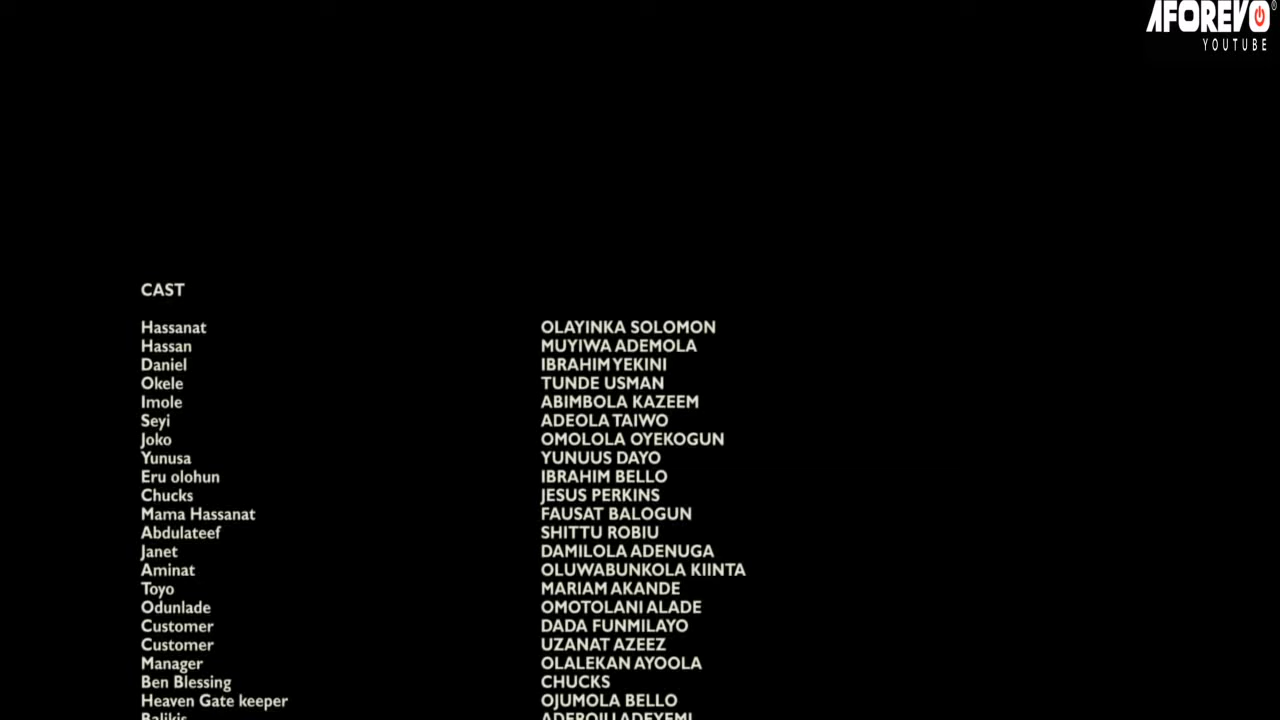 AFOREVO
YOUTUBE
CAST
Hassanat OLAYINKA SOLOMON
Hassan MUYIWA ADEMOLA
Daniel IBRAHIM YEKINI
Okele TUNDE USMAN
Imole ABIMBOLA KAZEEM
Seyi ADEOLA TAIWO
Joko OMOLOLA OYEKOGUN
Yunusa YUNUUS DAYO
Eru olohun IBRAHIM BELLO
Chucks JESUS PERKINS
Mama Hassanat FAUSAT BALOGUN
Abdulateef SHITTU ROBIU
Janet DAMILOLA ADENUGA
Aminat OLUWABUNKOLA KIINTA
Toyo MARIAM AKANDE
Odunlade OMOTOLANI ALADE
Customer DADA FUNMILAYO
Customer UZANAT AZEEZ
Manager OLALEKAN AYOOLA
Ben Blessing CHUCKS
Heaven Gate keeper OJUMOLA BELLO
Balikis ADEROJU ADEYEMI